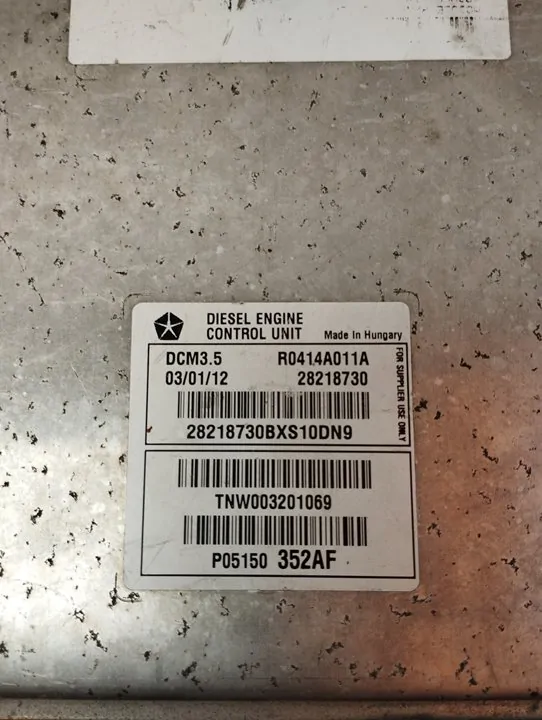 DIESEL ENGINE
CONTROL UNIT Made In Hungary
DCM3.5 R0414A011A
03/01/12 28218730
28218730BXS10DN9
FOR SUPPLIER USE ONLY
TNW003201069
P05150 352AF